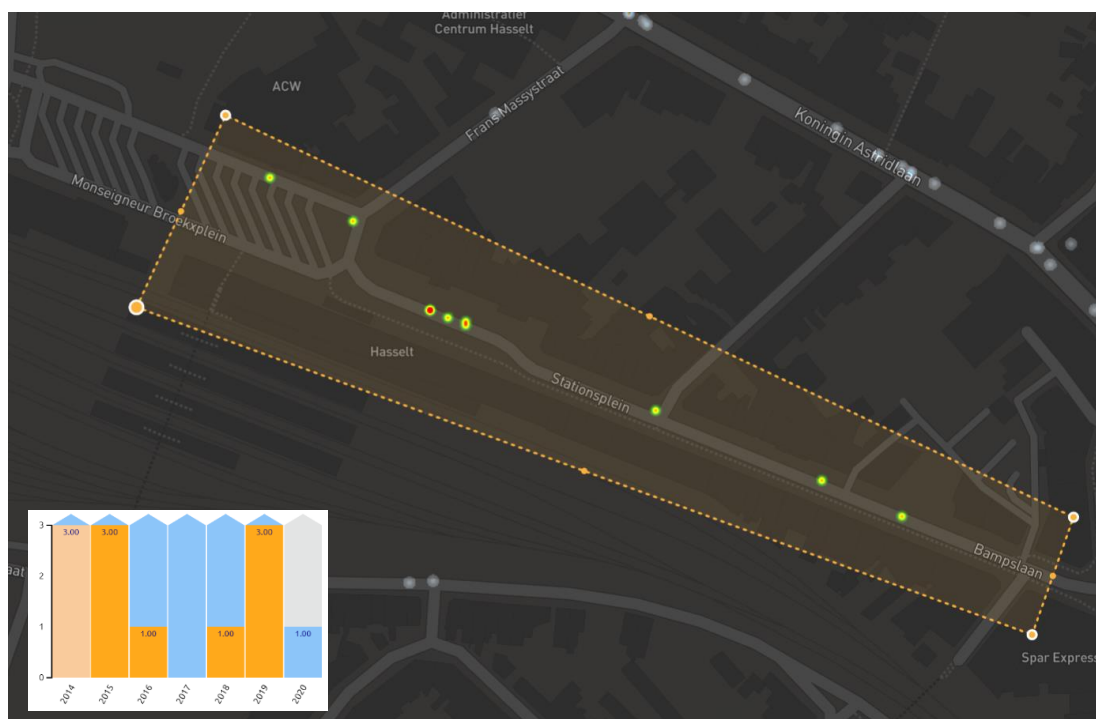 Administratief
Centrum Hasselt
ACW
Frans Massystraat
Koningin Astridlaan
Monseigneur Broekxplein
Hasselt
Stationsplein
Bampslaan
Spar Express
aat
3
2
1
0
3.00
3.00
1.00
1.00
3.00
1.00
2014
2015
2016
2017
2018
2019
2020